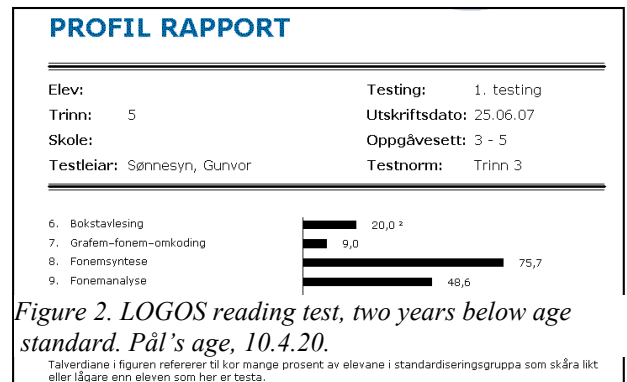 PROFIL RAPPORT
Elev: Testing: 1. testing
Trinn: 5 Utskriftsdato: 25.06.07
Skole: Oppgåvesett: 3 - 5
Testleiar: Sønnesyn, Gunvor Testnorm: Trinn 3
6. Bokstavlesing 20,0 ²
7. Grafem-fonem-omkoding 9,0
8. Fonemsyntese 75,7
9. Fonemanalyse 48,6
Figure 2. LOGOS reading test, two years below age
standard. Pål's age, 10.4.20.
Talverdiane i figuren refererer til kor mange prosent av elevane i standardiseringsgruppa som skåra likt
eller lågare enn eleven som her er testa.